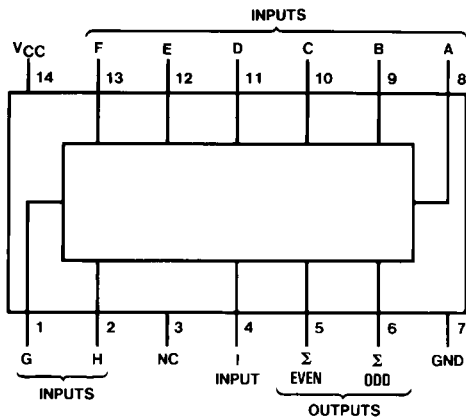 INPUTS
VCC F E D C B A
14 13 12 11 10 9 8
1 2 3 4 5 6 7
G H NC I Σ Σ GND
INPUT EVEN ODD
INPUTS OUTPUTS